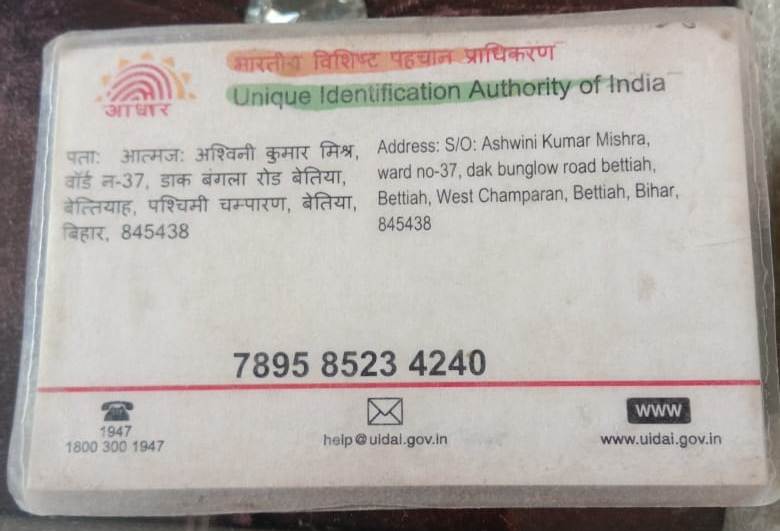 भारतीय विशिष्ट पहचान प्राधिकरण
Unique Identification Authority of India
आधार
पता: आत्मज: अश्विनी कुमार मिश्र,
वॉर्ड न-37, डाक बंगला रोड बेतिया,
बेत्तियाह, पश्चिमी चम्पारण, बेतिया,
बिहार, 845438
Address: S/O: Ashwini Kumar Mishra,
ward no-37, dak bunglow road bettiah,
Bettiah, West Champaran, Bettiah, Bihar,
845438
7895 8523 4240
1947
1800 300 1947
help@uidai.gov.in
www
www.uidai.gov.in